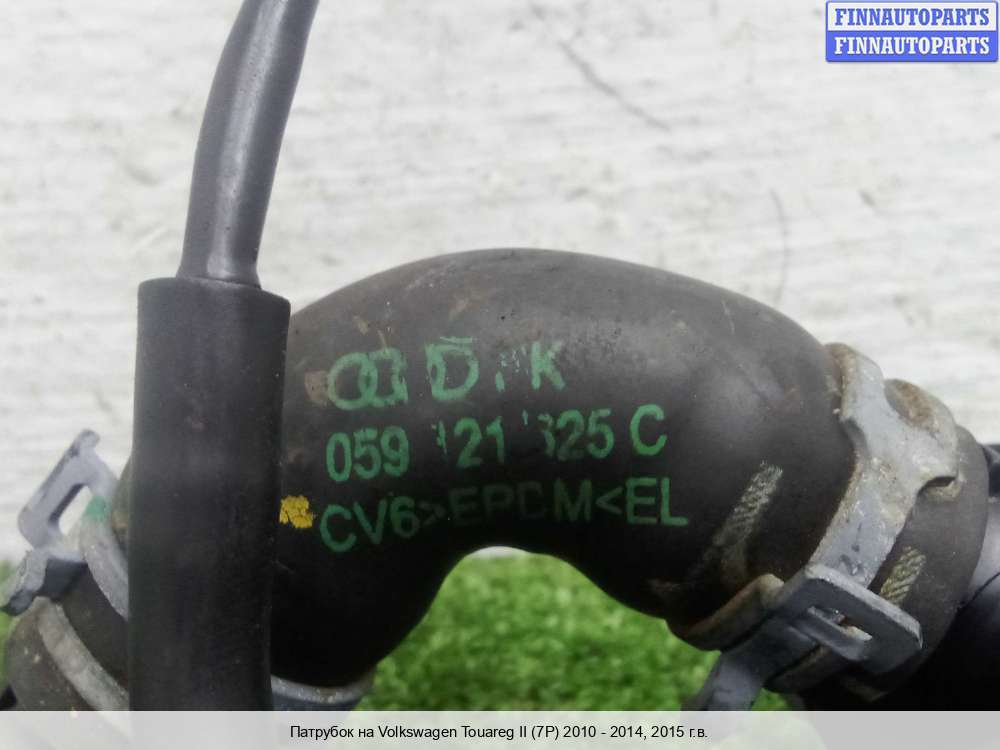 FINNAUTOPARTS
FINNAUTOPARTS
059 121 325 C
CV6>EPDM<EL
Патрубок на Volkswagen Touareg II (7P) 2010 - 2014, 2015 г.в.